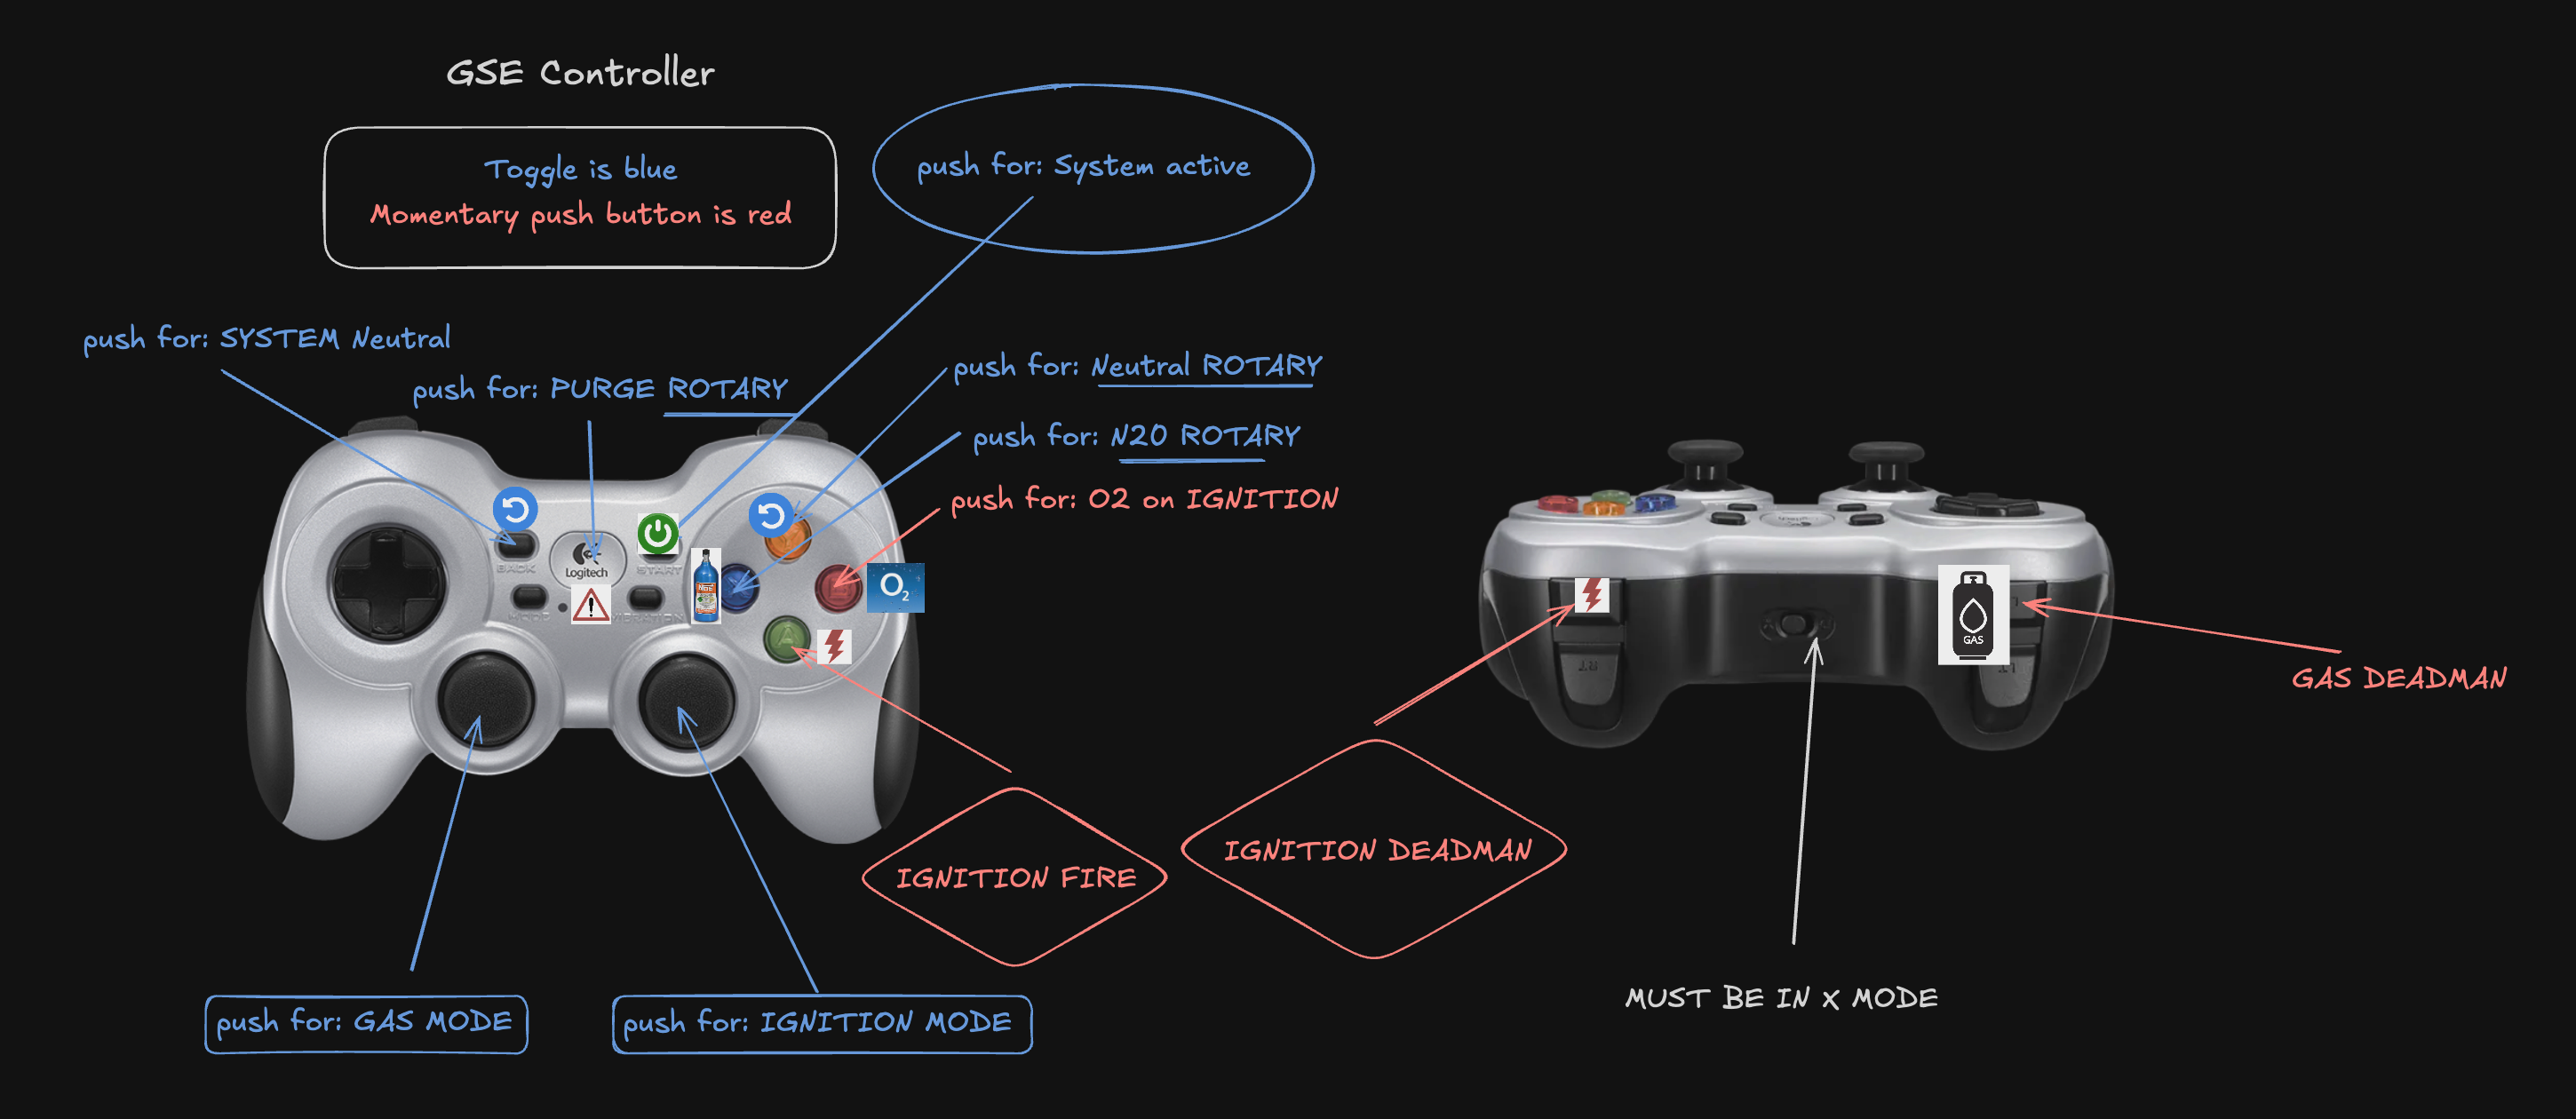 GSE Controller
Toggle is blue
Momentary push button is red
push for: System active
push for: SYSTEM Neutral
push for: PURGE ROTARY
push for: Neutral ROTARY
push for: N20 ROTARY
push for: O2 on IGNITION
BACK
Logitech
START
MODE
VIBRATION
O2
A
GAS
RT
LT
GAS DEADMAN
IGNITION FIRE
IGNITION DEADMAN
MUST BE IN X MODE
push for: GAS MODE
push for: IGNITION MODE